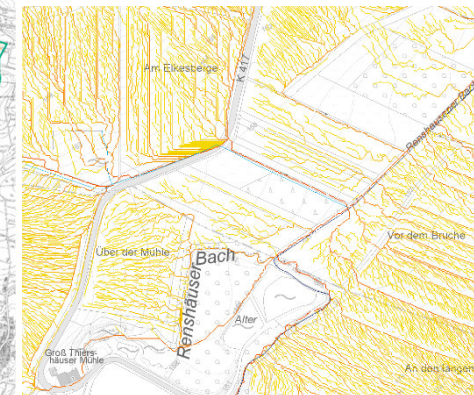 Am Elkesberge
K 417
Renshäuser Bach
Über der Mühle
Vor dem Bruche
Renshäuser
Bach
Alter
Groß Thiers-
häuser Mühle
An den langen